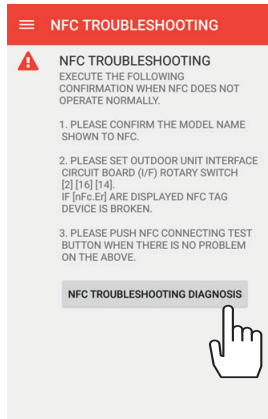 NFC TROUBLESHOOTING
NFC TROUBLESHOOTING
EXECUTE THE FOLLOWING
CONFIRMATION WHEN NFC DOES NOT
OPERATE NORMALLY.
1. PLEASE CONFIRM THE MODEL NAME
SHOWN TO NFC.
2. PLEASE SET OUTDOOR UNIT INTERFACE
CIRCUIT BOARD (I/F) ROTARY SWITCH
[2] [16] [14].
IF [nFc.Er] ARE DISPLAYED NFC TAG
DEVICE IS BROKEN.
3. PLEASE PUSH NFC CONNECTING TEST
BUTTON WHEN THERE IS NO PROBLEM
ON THE ABOVE.
NFC TROUBLESHOOTING DIAGNOSIS